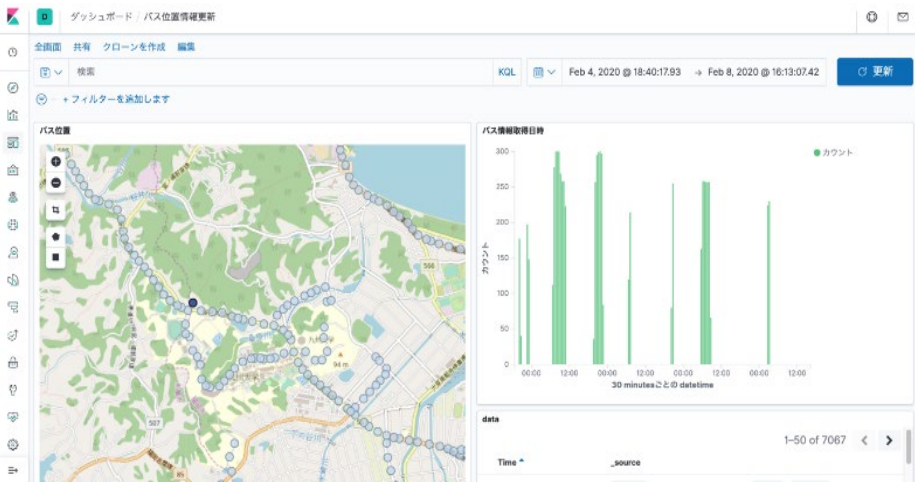 D ダッシュボード / バス位置情報更新
全画面 共有 クローンを作成 編集
検索 KQL Feb 4, 2020 @ 18:40:17.93 → Feb 8, 2020 @ 16:13:07.42 更新
+ フィルターを追加します
バス位置
566
94 m
507
バス情報取得日時
カウント
300
250
200
150
100
50
0
カウント
00:00 12:00 00:00 12:00 00:00 12:00 00:00 12:00
30 minutesごとの datetime
data
1–50 of 7067
Time _source